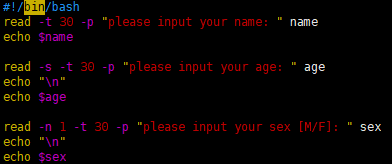 #!/bin/bash
read -t 30 -p "please input your name: " name
echo $name
read -s -t 30 -p "please input your age: " age
echo "\n"
echo $age
read -n 1 -t 30 -p "please input your sex [M/F]: " sex
echo "\n"
echo $sex